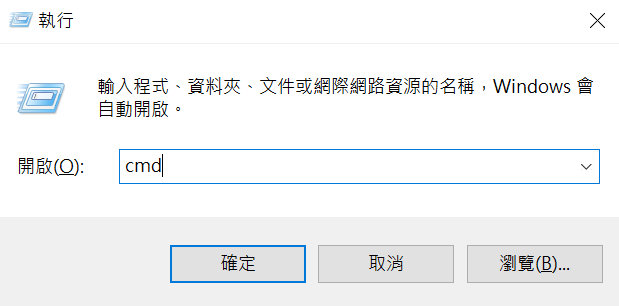 執行
輸入程式、資料夾、文件或網際網路資源的名稱，Windows 會
自動開啟。
開啟(O): cmd
確定 取消 瀏覽(B)...